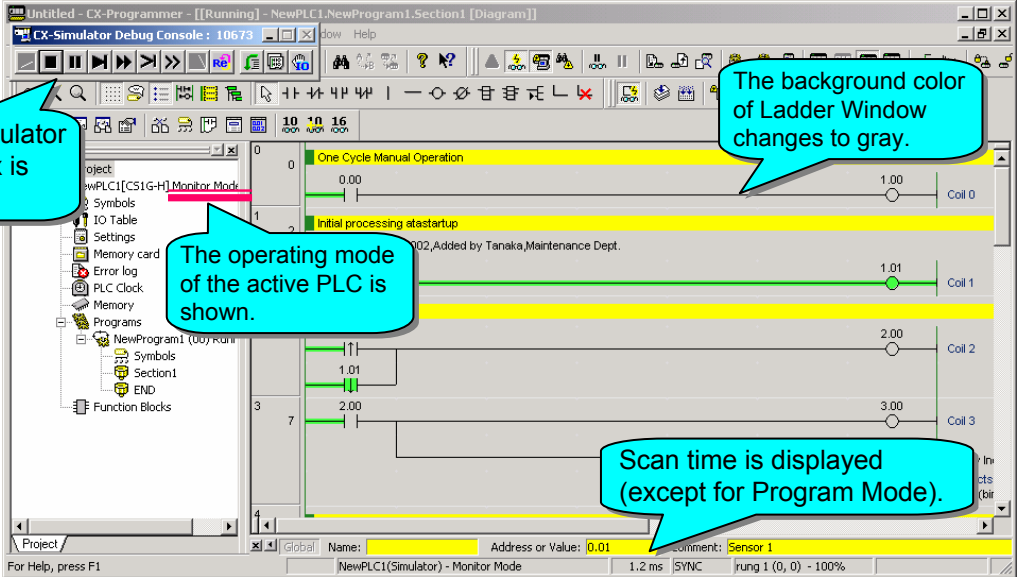 Untitled - CX-Programmer - [[Running] - NewPLC1.NewProgram1.Section1 [Diagram]]
CX-Simulator Debug Console : 10673
dow Help
The background color
of Ladder Window
changes to gray.
ulator
is
10 10 16
oject
ewPLC1[CS1G-H] Monitor Mode
Symbols
IO Table
Settings
Memory card
Error log
PLC Clock
Memory
Programs
NewProgram1 (00) Runn
Symbols
Section1
END
Function Blocks
Project
The operating mode
of the active PLC is
shown.
0
0
One Cycle Manual Operation
0.00
1.00
Coil 0
1
2
Initial processing atastartup
002,Added by Tanaka,Maintenance Dept.
1.01
Coil 1
2.00
Coil 2
1.01
3
7
2.00
3.00
Coil 3
Scan time is displayed
(except for Program Mode).
4
Global Name: Address or Value: 0.01 Comment: Sensor 1
For Help, press F1 NewPLC1(Simulator) - Monitor Mode 1.2 ms SYNC rung 1 (0, 0) - 100%